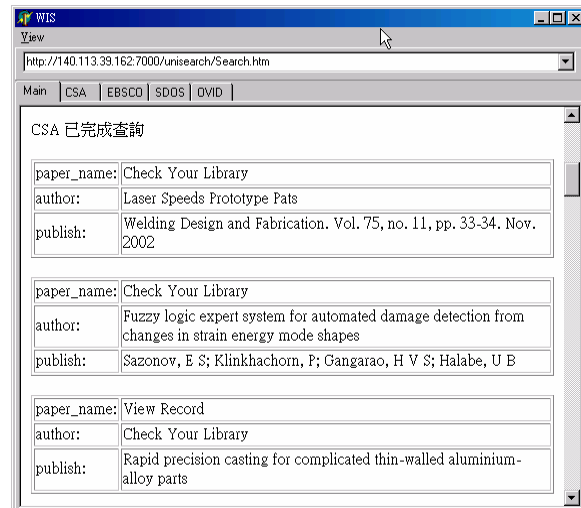 WIS
View
http://140.113.39.162:7000/unisearch/Search.htm
Main CSA EBSCO SDOS OVID
CSA 已完成查詢
paper_name: Check Your Library
author: Laser Speeds Prototype Pats
publish: Welding Design and Fabrication. Vol. 75, no. 11, pp. 33-34. Nov.
2002
paper_name: Check Your Library
author: Fuzzy logic expert system for automated damage detection from
changes in strain energy mode shapes
publish: Sazonov, E S; Klinkhachorn, P; Gangarao, H V S; Halabe, U B
paper_name: View Record
author: Check Your Library
publish: Rapid precision casting for complicated thin-walled aluminium-
alloy parts